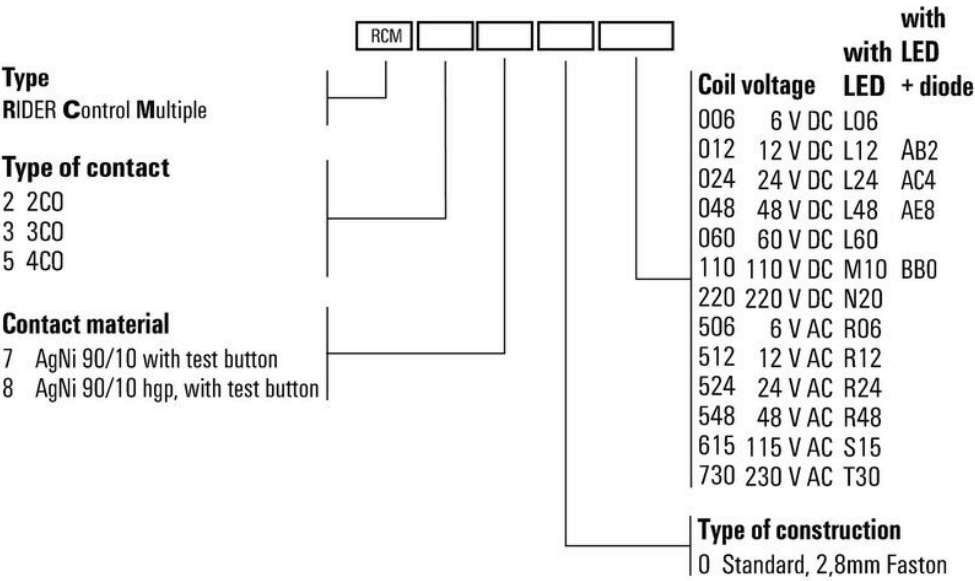 RCM
Type
RIDER Control Multiple
Type of contact
2 2CO
3 3CO
5 4CO
Contact material
7 AgNi 90/10 with test button
8 AgNi 90/10 hgp, with test button
with
with LED
Coil voltage LED + diode
006 6 V DC L06
012 12 V DC L12 AB2
024 24 V DC L24 AC4
048 48 V DC L48 AE8
060 60 V DC L60
110 110 V DC M10 BB0
220 220 V DC N20
506 6 V AC R06
512 12 V AC R12
524 24 V AC R24
548 48 V AC R48
615 115 V AC S15
730 230 V AC T30
Type of construction
0 Standard, 2,8mm Faston